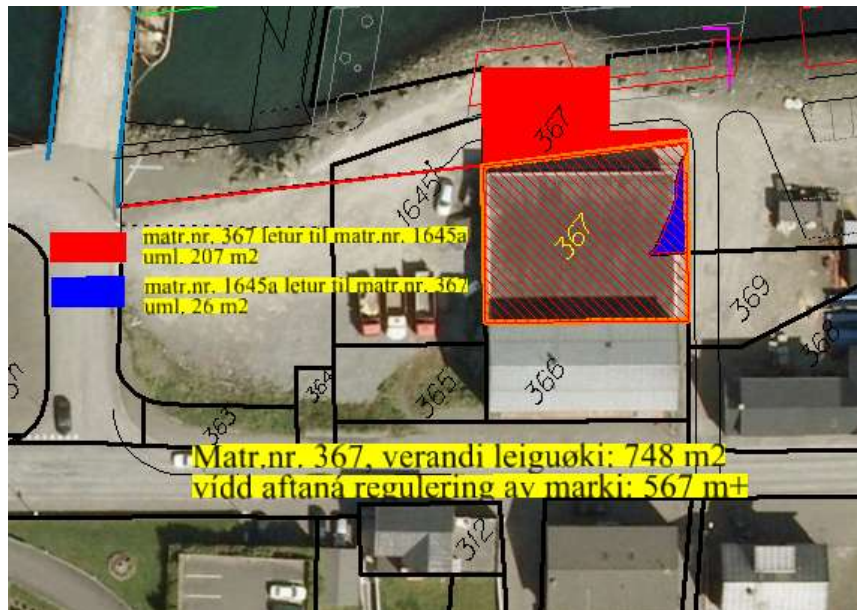 367
1645
367
matr.nr. 367 letur til matr.nr. 1645a
uml. 207 m2
matr.nr. 1645a letur til matr.nr. 367
uml. 26 m2
369
368
364
365
366
363
Matr.nr. 367, verandi leiguøki: 748 m2
vídd aftaná regulering av marki: 567 m+
312